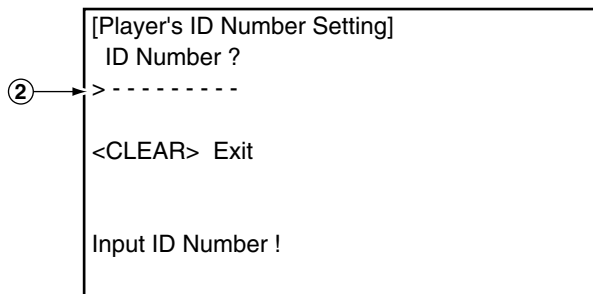 [Player's ID Number Setting]
ID Number ?
② > - - - - - - - - -
<CLEAR> Exit
Input ID Number !